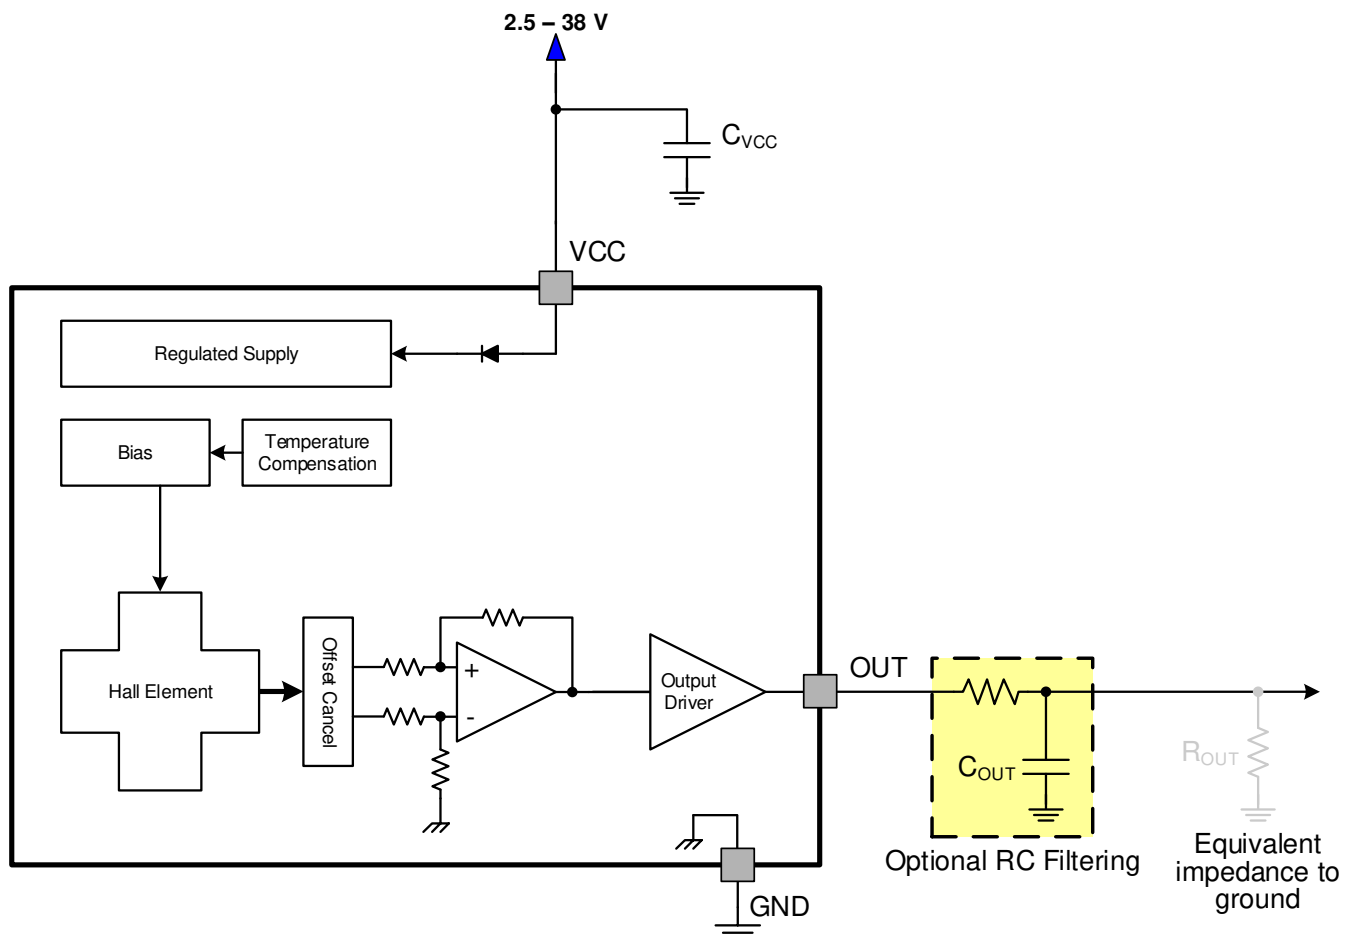 2.5 – 38 V
CVCC
VCC
Regulated Supply
Bias
Temperature
Compensation
Hall Element
Offset Cancel
+
-
Output
Driver
OUT
COUT
Optional RC Filtering
ROUT
Equivalent
impedance to
ground
GND